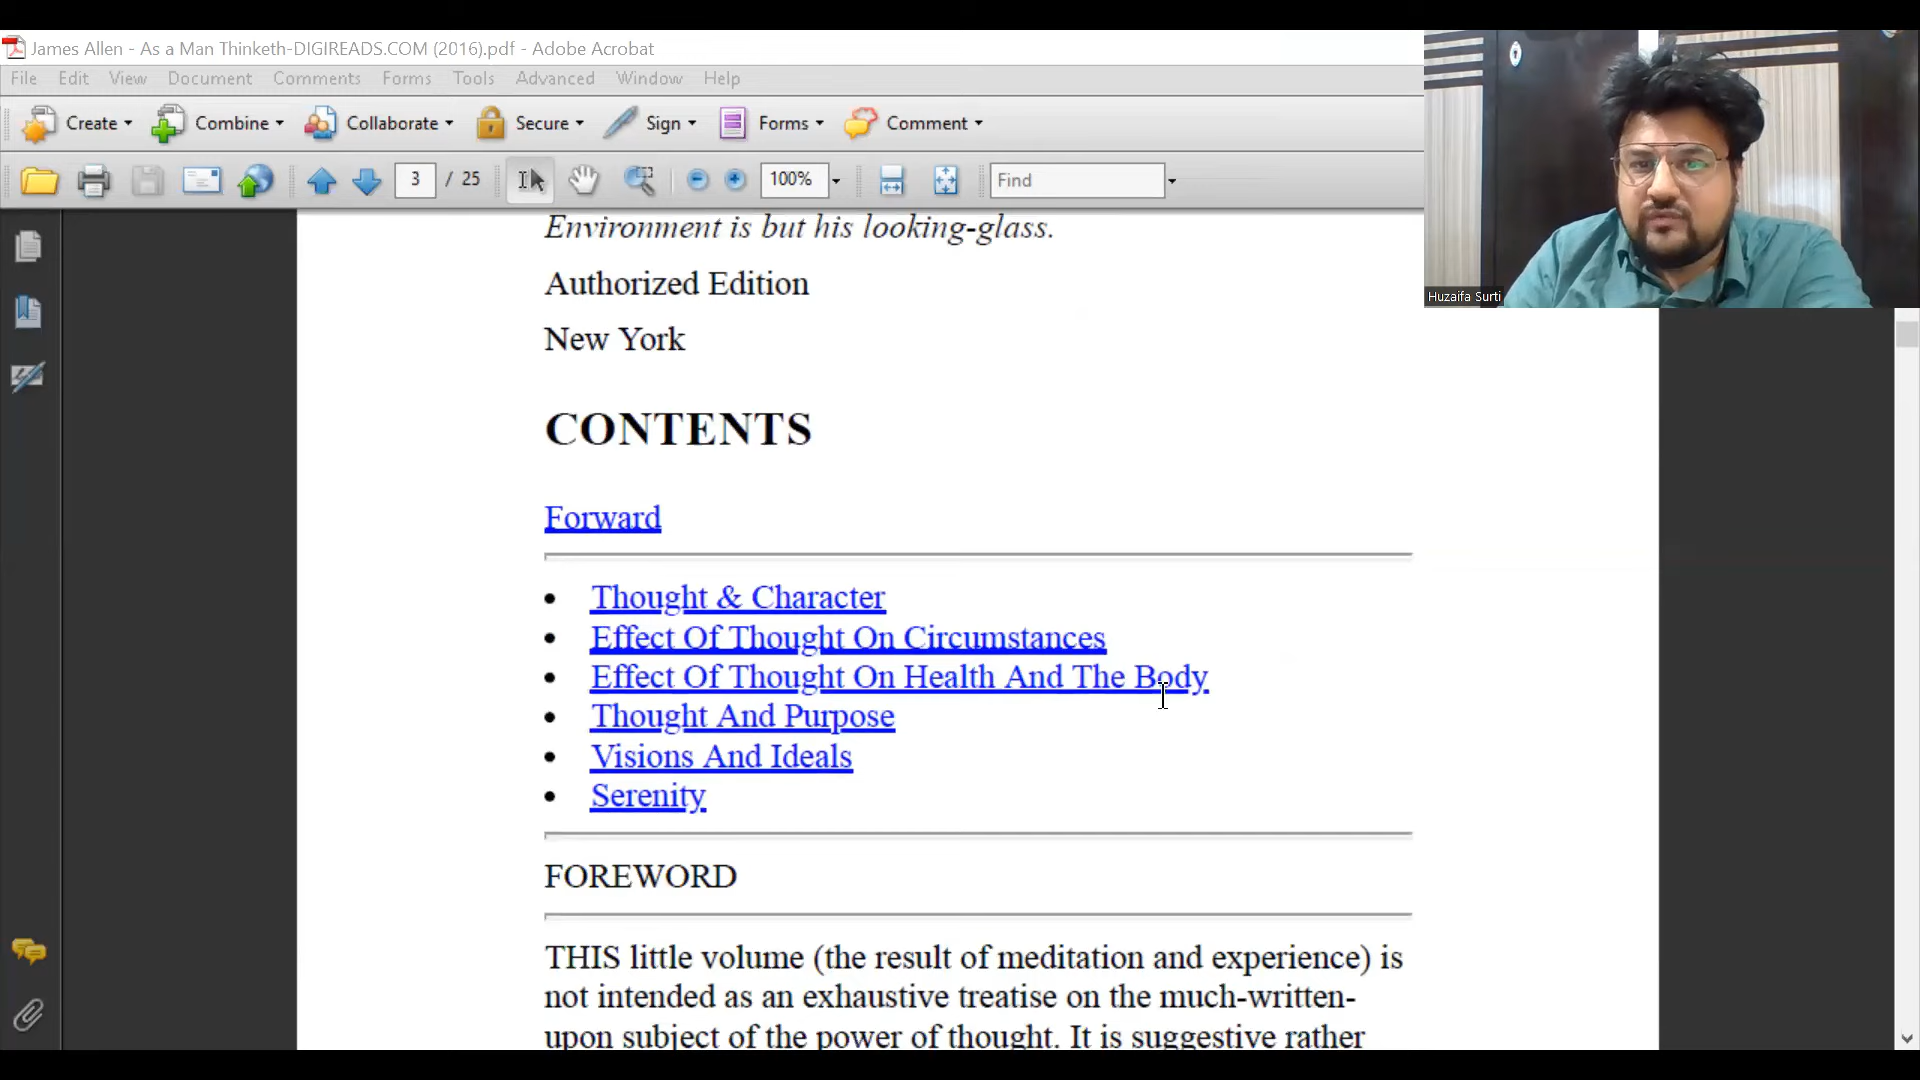 James Allen - As a Man Thinketh-DIGIREADS.COM (2016).pdf - Adobe Acrobat
File Edit View Document Comments Forms Tools Advanced Window Help
Create Combine Collaborate Secure Sign Forms Comment
3 / 25 100% Find
Huzaifa Surti
Environment is but his looking-glass.
Authorized Edition
New York
CONTENTS
Forward
• Thought & Character
• Effect Of Thought On Circumstances
• Effect Of Thought On Health And The Body
• Thought And Purpose
• Visions And Ideals
• Serenity
FOREWORD
THIS little volume (the result of meditation and experience) is
not intended as an exhaustive treatise on the much-written-
upon subject of the power of thought. It is suggestive rather